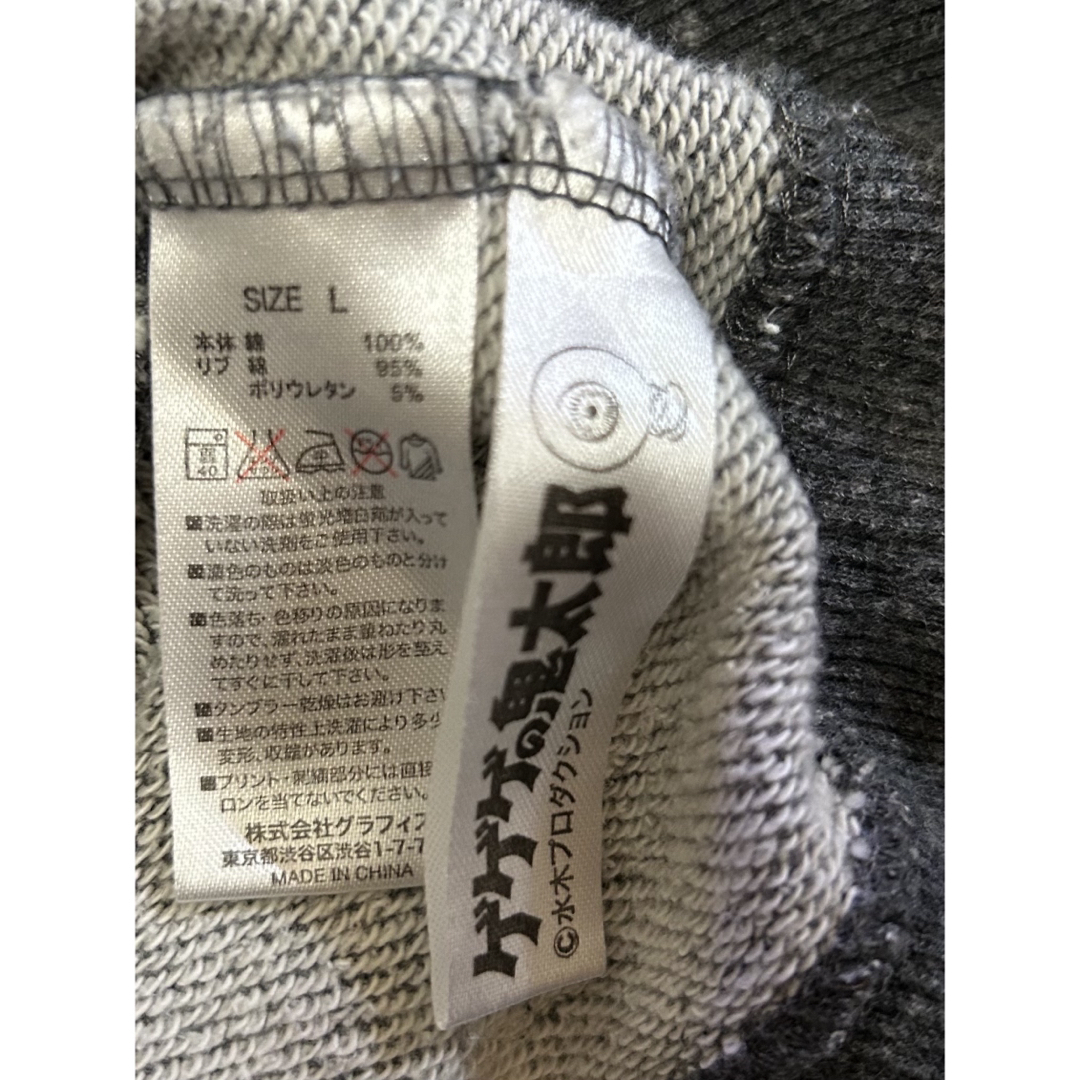 SIZE L
本体 綿 100%
リブ 綿 95%
ポリウレタン 5%
40
取扱い上の注意
洗濯の際は蛍光増白剤が入って
いない洗剤をご使用下さい。
濃色のものは淡色のものと分け
て洗って下さい。
色落ち・色移りの原因になりま
すので、濡れたまま重ねたり丸
めたりせず、洗濯後は形を整え
てすぐに干して下さい。
タンブラー乾燥はお避け下さい
生地の特性上洗濯により多少
変形、収縮があります。
プリント・刺繍部分には直接
ロンを当てないでください。
株式会社グラフィ
東京都渋谷区渋谷1-7-7
MADE IN CHINA
ゲゲゲの鬼太郎
©水木プロダクション